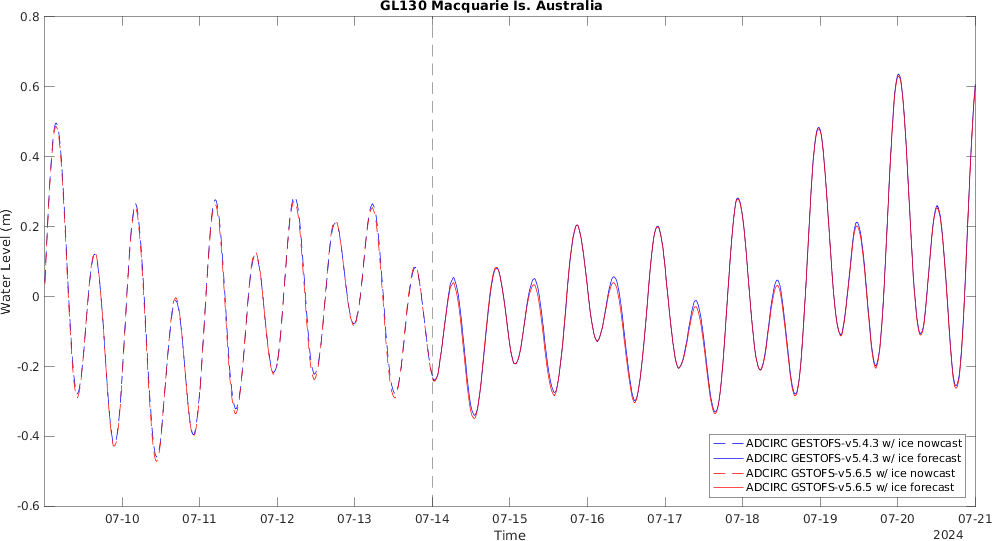 GL130 Macquarie Is. Australia
0.8
0.6
0.4
0.2
0
-0.2
-0.4
-0.6
Water Level (m)
ADCIRC GESTOFS-v5.4.3 w/ ice nowcast
ADCIRC GESTOFS-v5.4.3 w/ ice forecast
ADCIRC GSTOFS-v5.6.5 w/ ice nowcast
ADCIRC GSTOFS-v5.6.5 w/ ice forecast
07-10 07-11 07-12 07-13 07-14 07-15 07-16 07-17 07-18 07-19 07-20 07-21
Time
2024